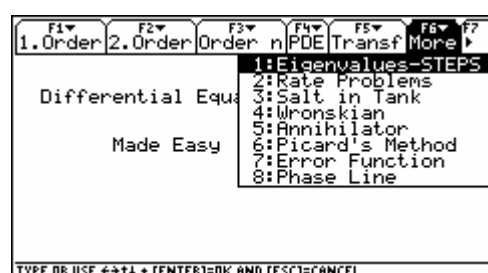 F1▾ F2▾ F3▾ F4▾ F5▾ F6▾ F7
1.Order 2.Order Order n PDE Transf More ▸
1:Eigenvalues-STEPS
2:Rate Problems
Differential Equa 3:Salt in Tank
4:Wronskian
5:Annihilator
Made Easy 6:Picard's Method
7:Error Function
8:Phase Line
TYPE OR USE ←→↑↓ + [ENTER]=OK AND [ESC]=CANCEL